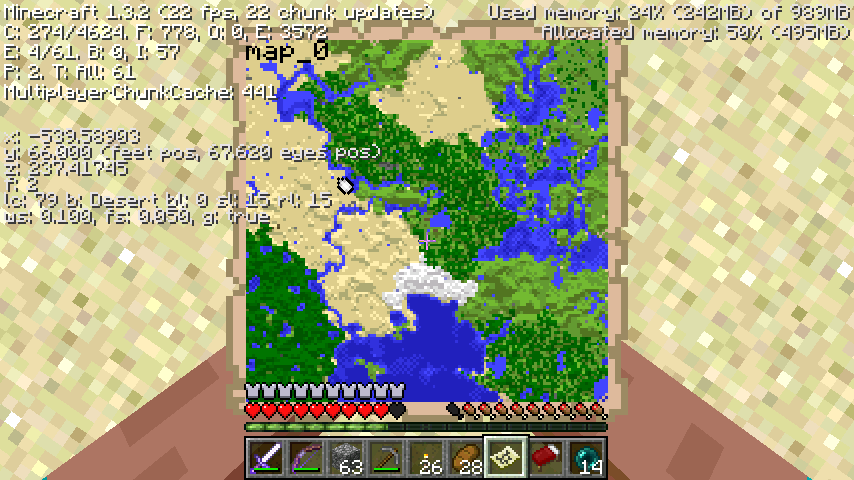 Minecraft 1.3.2 (22 fps, 22 chunk updates)
Used memory: 24% (242MB) of 989MB
C: 274/4624. F: 778, O: 0, E: 3572
Allocated memory: 50% (495MB)
map_0
E: 4/61. B: 0, I: 57
P: 2. T: All: 61
MultiplayerChunkCache: 441
x: -539.58993
y: 66.000 (feet pos, 67.620 eyes pos)
z: 237.41745
f: 2
lc: 79 b: Desert bl: 0 sl: 15 rl: 15
ws: 0.100, fs: 0.050, g: true
63
26
28
14